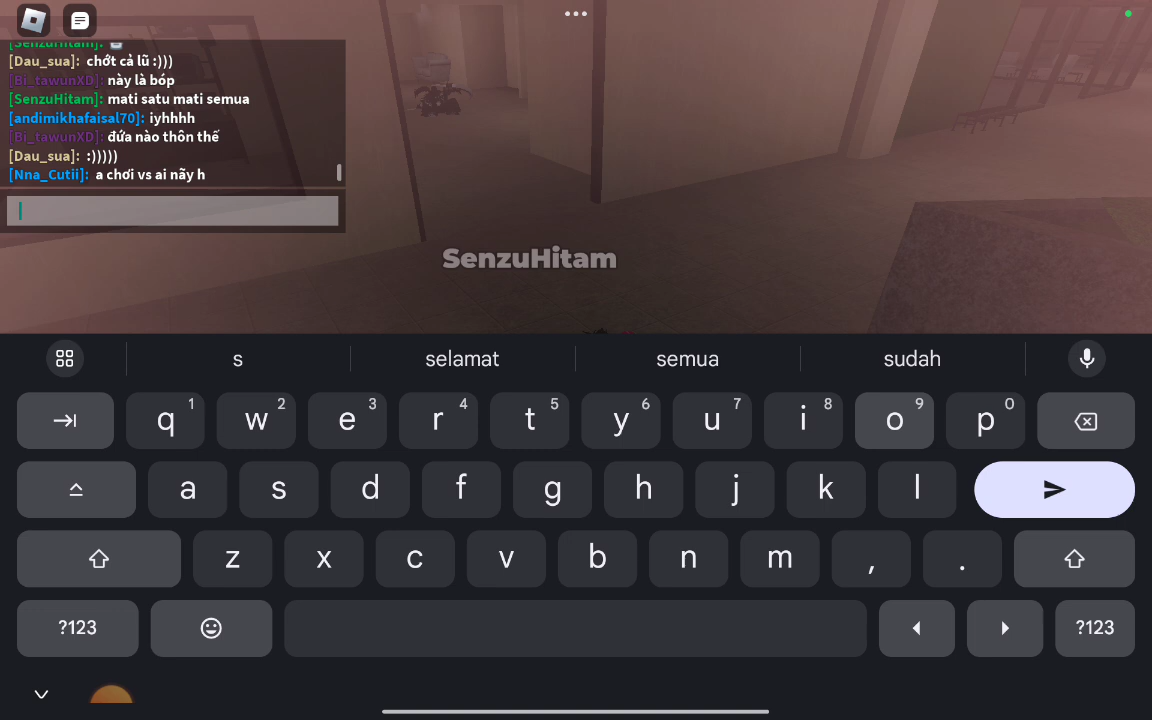 [SenzuHitam]:
[Dau_sua]: chớt cả lũ :)))
[Bi_tawunXD]: này là bóp
[SenzuHitam]: mati satu mati semua
[andimikhafaisal70]: iyhhhh
[Bi_tawunXD]: đứa nào thôn thế
[Dau_sua]: :)))))
[Nna_Cutii]: a chơi vs ai nãy h
SenzuHitam
s selamat semua sudah
q 1 w 2 e 3 r 4 t 5 y 6 u 7 i 8 o 9 p 0
a s d f g h j k l
z x c v b n m , .
?123 ?123